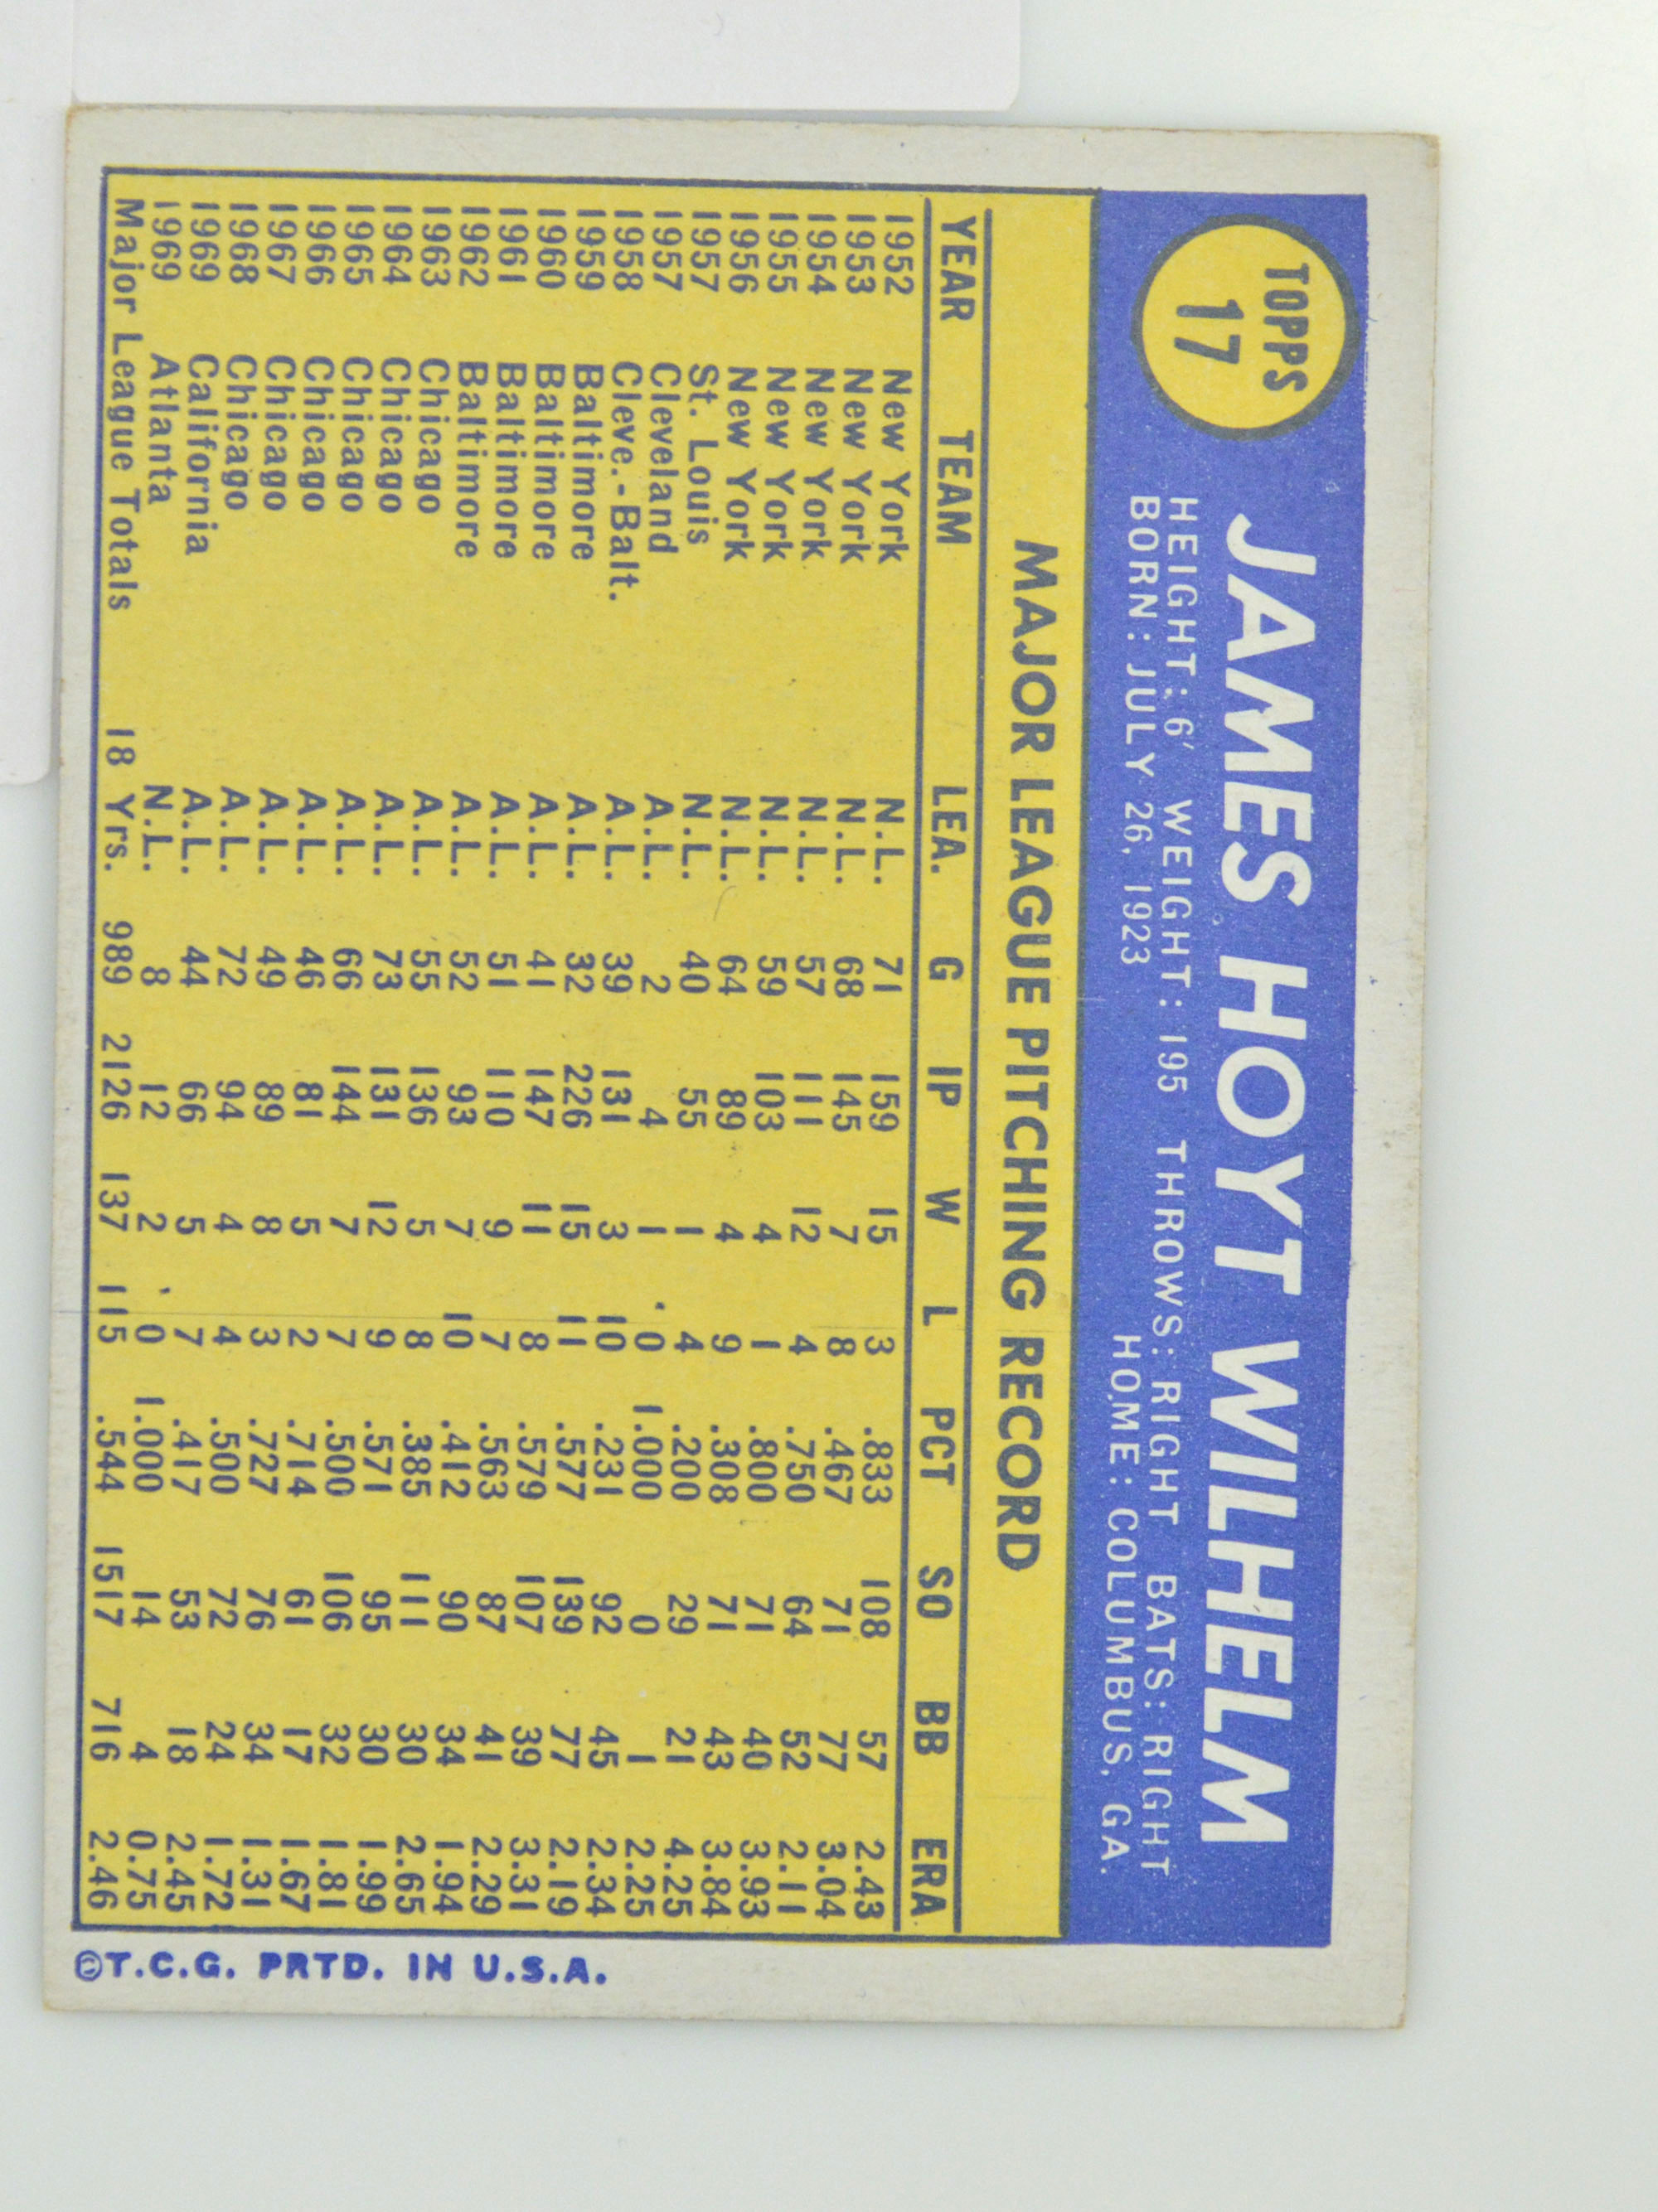 TOPPS
17
JAMES HOYT WILHELM
HEIGHT: 6' WEIGHT: 195 THROWS: RIGHT BATS: RIGHT
BORN: JULY 26, 1923 HOME: COLUMBUS, GA.
MAJOR LEAGUE PITCHING RECORD
YEAR TEAM LEA. G IP W L PCT SO BB ERA
1952 New York N.L. 71 159 15 3 .833 108 57 2.43
1953 New York N.L. 68 145 7 8 .467 71 77 3.04
1954 New York N.L. 57 111 12 4 .750 64 52 2.11
1955 New York N.L. 59 103 4 1 .800 71 40 3.93
1956 New York N.L. 64 89 4 9 .308 71 43 3.84
1957 St. Louis N.L. 40 55 1 4 .200 29 21 4.25
1957 Cleveland A.L. 2 4 1 0 1.000 0 1 2.25
1958 Cleve.-Balt. A.L. 39 131 3 10 .231 92 45 2.34
1959 Baltimore A.L. 32 226 15 11 .577 139 77 2.19
1960 Baltimore A.L. 41 147 11 8 .579 107 39 3.31
1961 Baltimore A.L. 51 110 9 7 .563 87 41 2.29
1962 Baltimore A.L. 52 93 7 10 .412 90 34 1.94
1963 Chicago A.L. 55 136 5 8 .385 111 30 2.65
1964 Chicago A.L. 73 131 12 9 .571 95 30 1.99
1965 Chicago A.L. 66 144 7 7 .500 106 32 1.81
1966 Chicago A.L. 46 81 5 2 .714 61 17 1.67
1967 Chicago A.L. 49 89 8 3 .727 76 34 1.31
1968 Chicago A.L. 72 94 4 4 .500 72 24 1.72
1969 California A.L. 44 66 5 7 .417 53 18 2.45
1969 Atlanta N.L. 8 12 2 0 1.000 14 4 0.75
Major League Totals 18 Yrs. 989 2126 137 115 .544 1517 716 2.46
©T.C.G. PRTD. IN U.S.A.